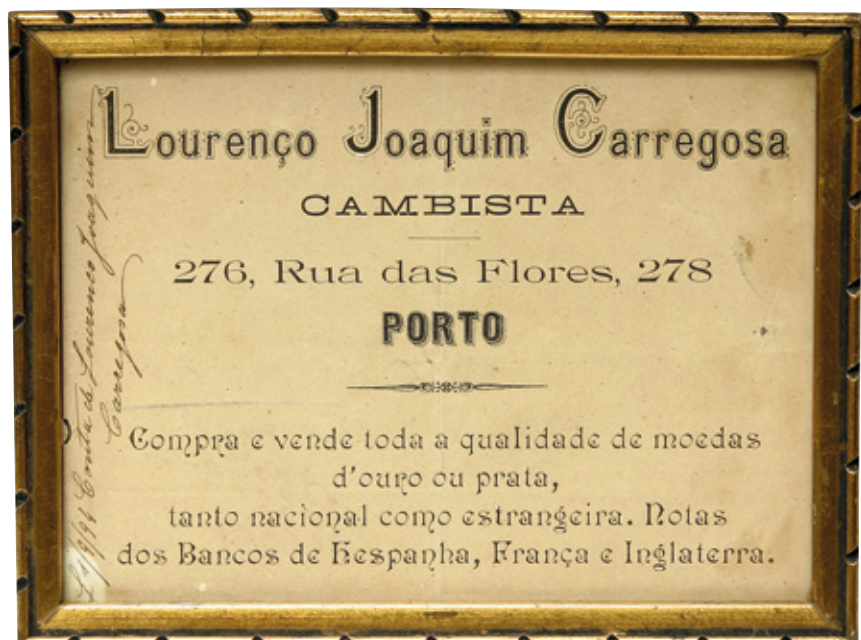 Lourenço Joaquim Carregosa
CAMBISTA
276, Rua das Flores, 278
PORTO
Compra e vende toda a qualidade de moedas
d'ouro ou prata,
tanto nacional como estrangeira. Notas
dos Bancos de Hespanha, França e Inglaterra.
Conta de Lourenço Joaquim
Carregosa